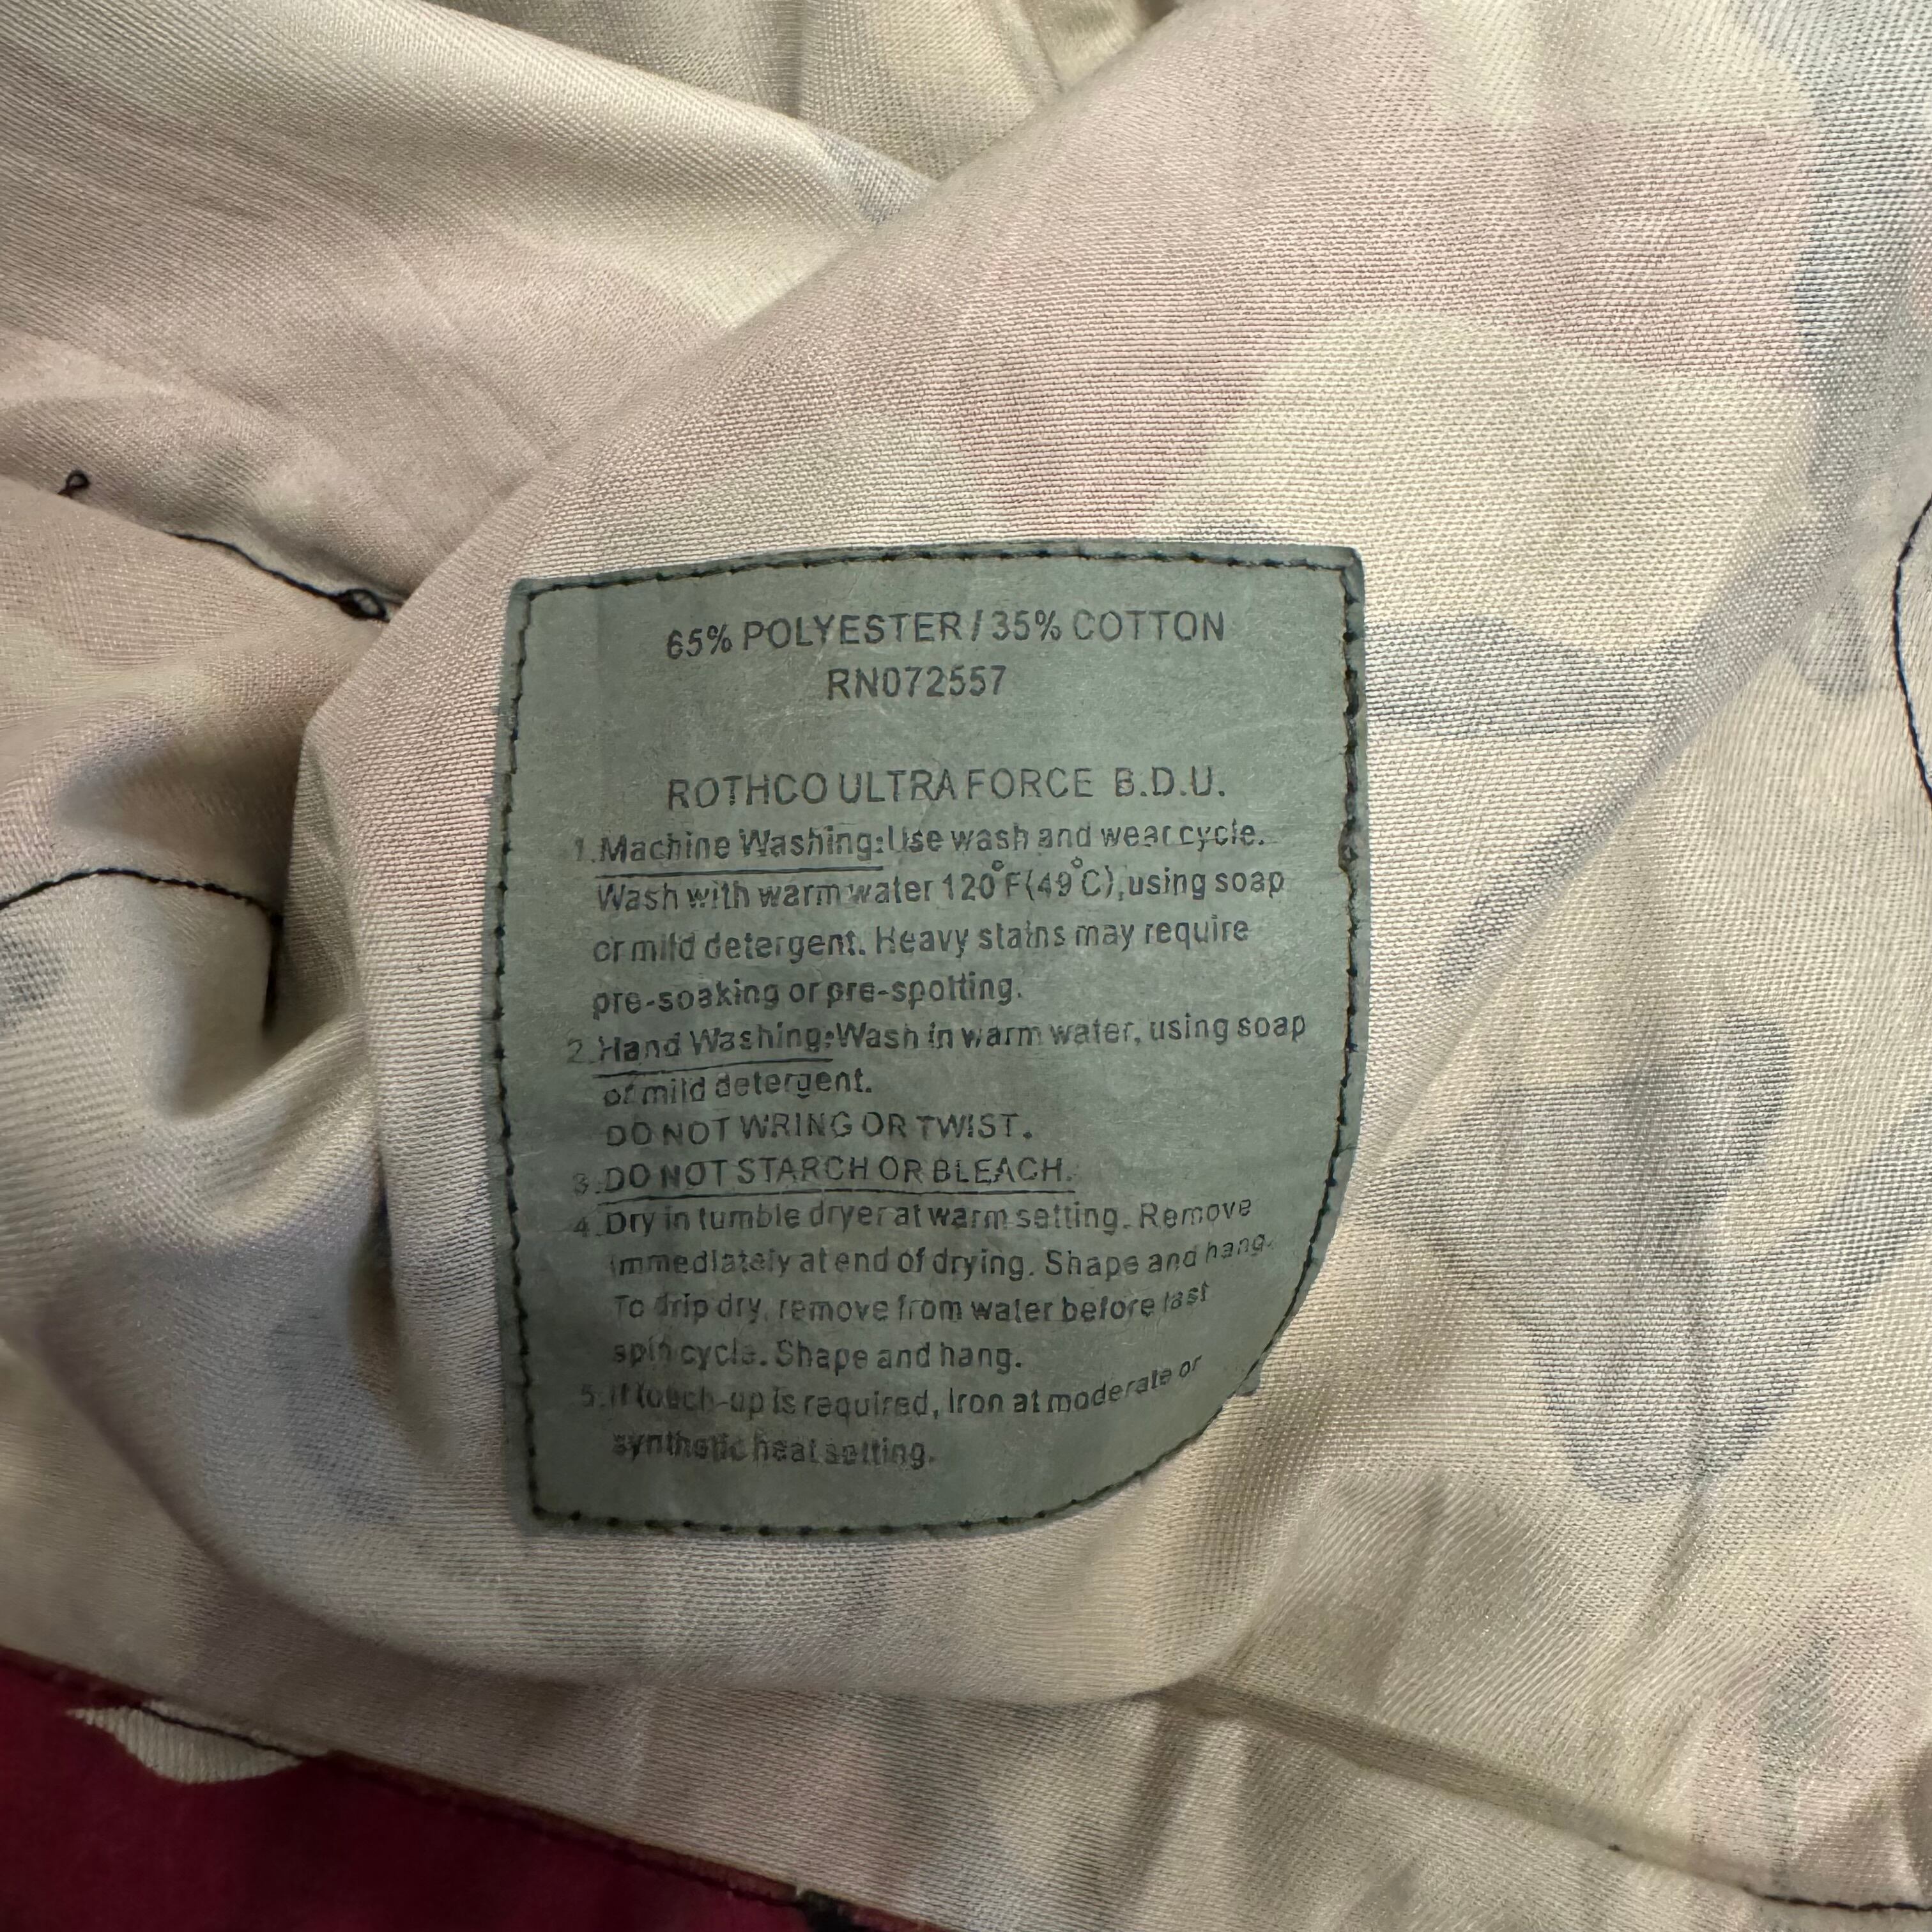 65% POLYESTER / 35% COTTON
RN072557
ROTHCO ULTRA FORCE B.D.U.
1. Machine Washing: Use wash and wear cycle.
Wash with warm water 120°F(49°C), using soap
or mild detergent. Heavy stains may require
pre-soaking or pre-spotting.
2. Hand Washing: Wash in warm water, using soap
or mild detergent.
DO NOT WRING OR TWIST.
3. DO NOT STARCH OR BLEACH.
4. Dry in tumble dryer at warm setting. Remove
immediately at end of drying. Shape and hang.
To drip dry, remove from water before last
spin cycle. Shape and hang.
5. If touch-up is required, iron at moderate or
synthetic heat setting.